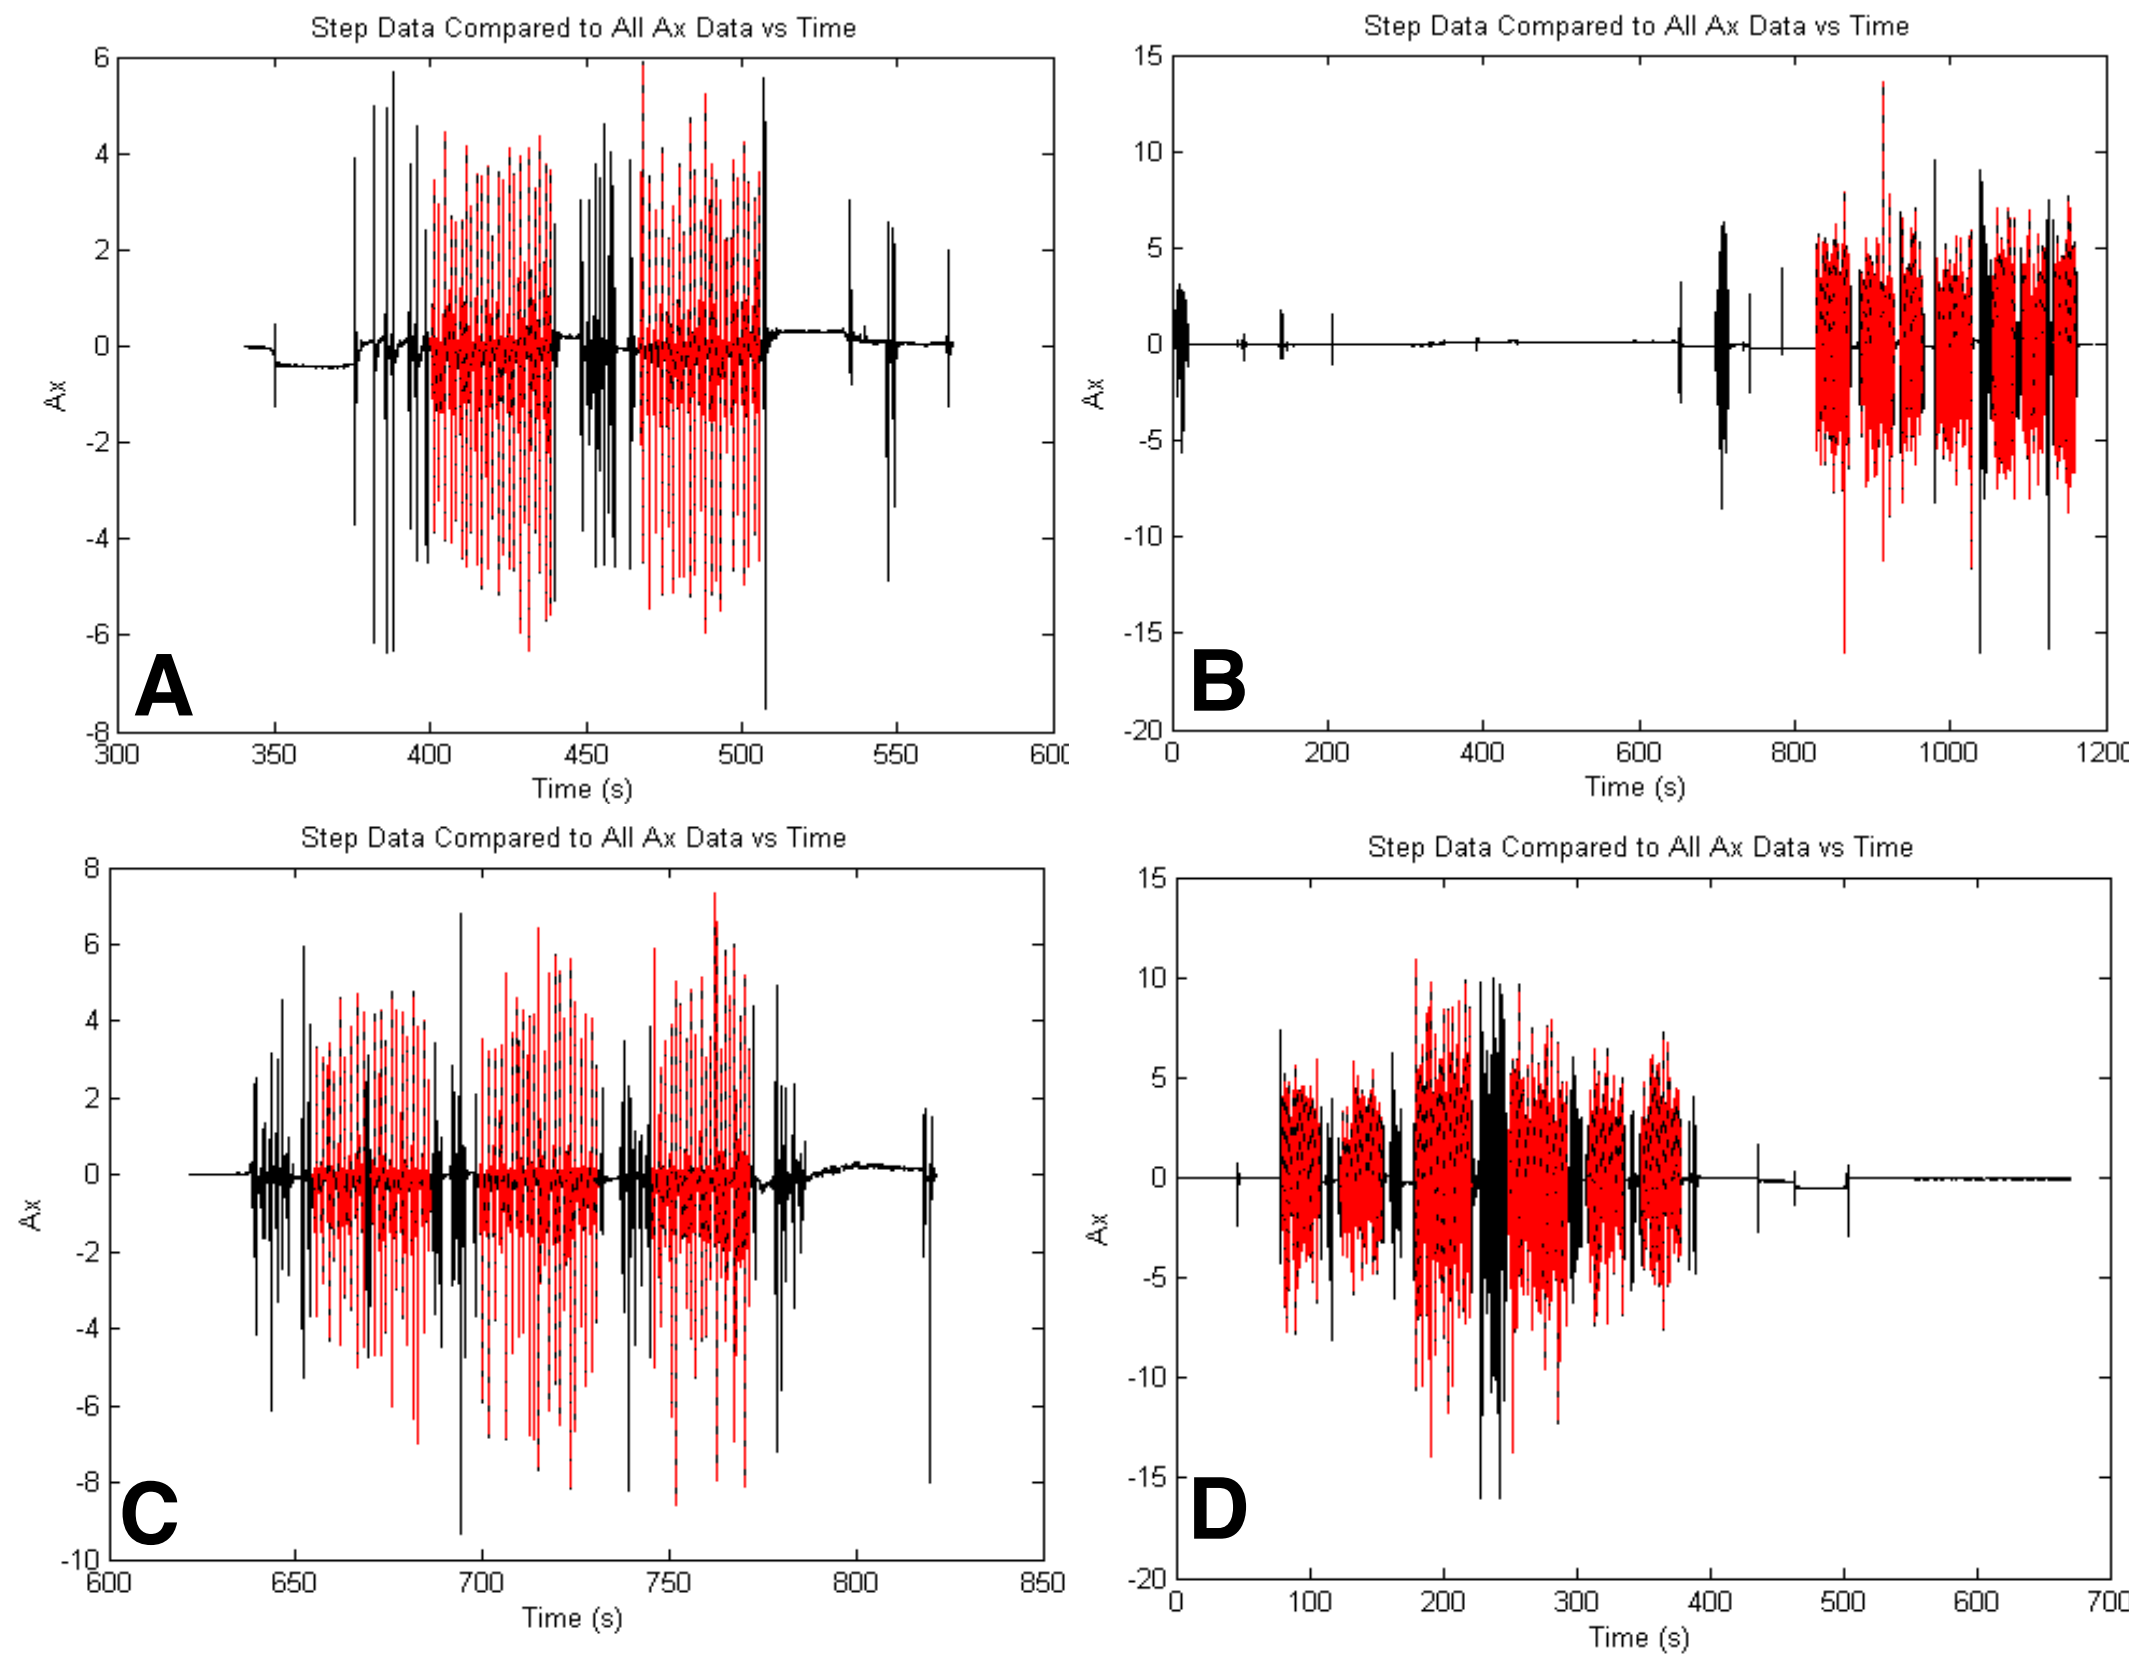 Step Data Compared to All Ax Data vs Time
6
4
2
0
-2
-4
-6
-8
Ax
300 350 400 450 500 550 600
Time (s)
A
Step Data Compared to All Ax Data vs Time
15
10
5
0
-5
-10
-15
-20
Ax
0 200 400 600 800 1000 1200
Time (s)
B
Step Data Compared to All Ax Data vs Time
8
6
4
2
0
-2
-4
-6
-8
-10
Ax
600 650 700 750 800 850
Time (s)
C
Step Data Compared to All Ax Data vs Time
15
10
5
0
-5
-10
-15
-20
Ax
0 100 200 300 400 500 600 700
Time (s)
D